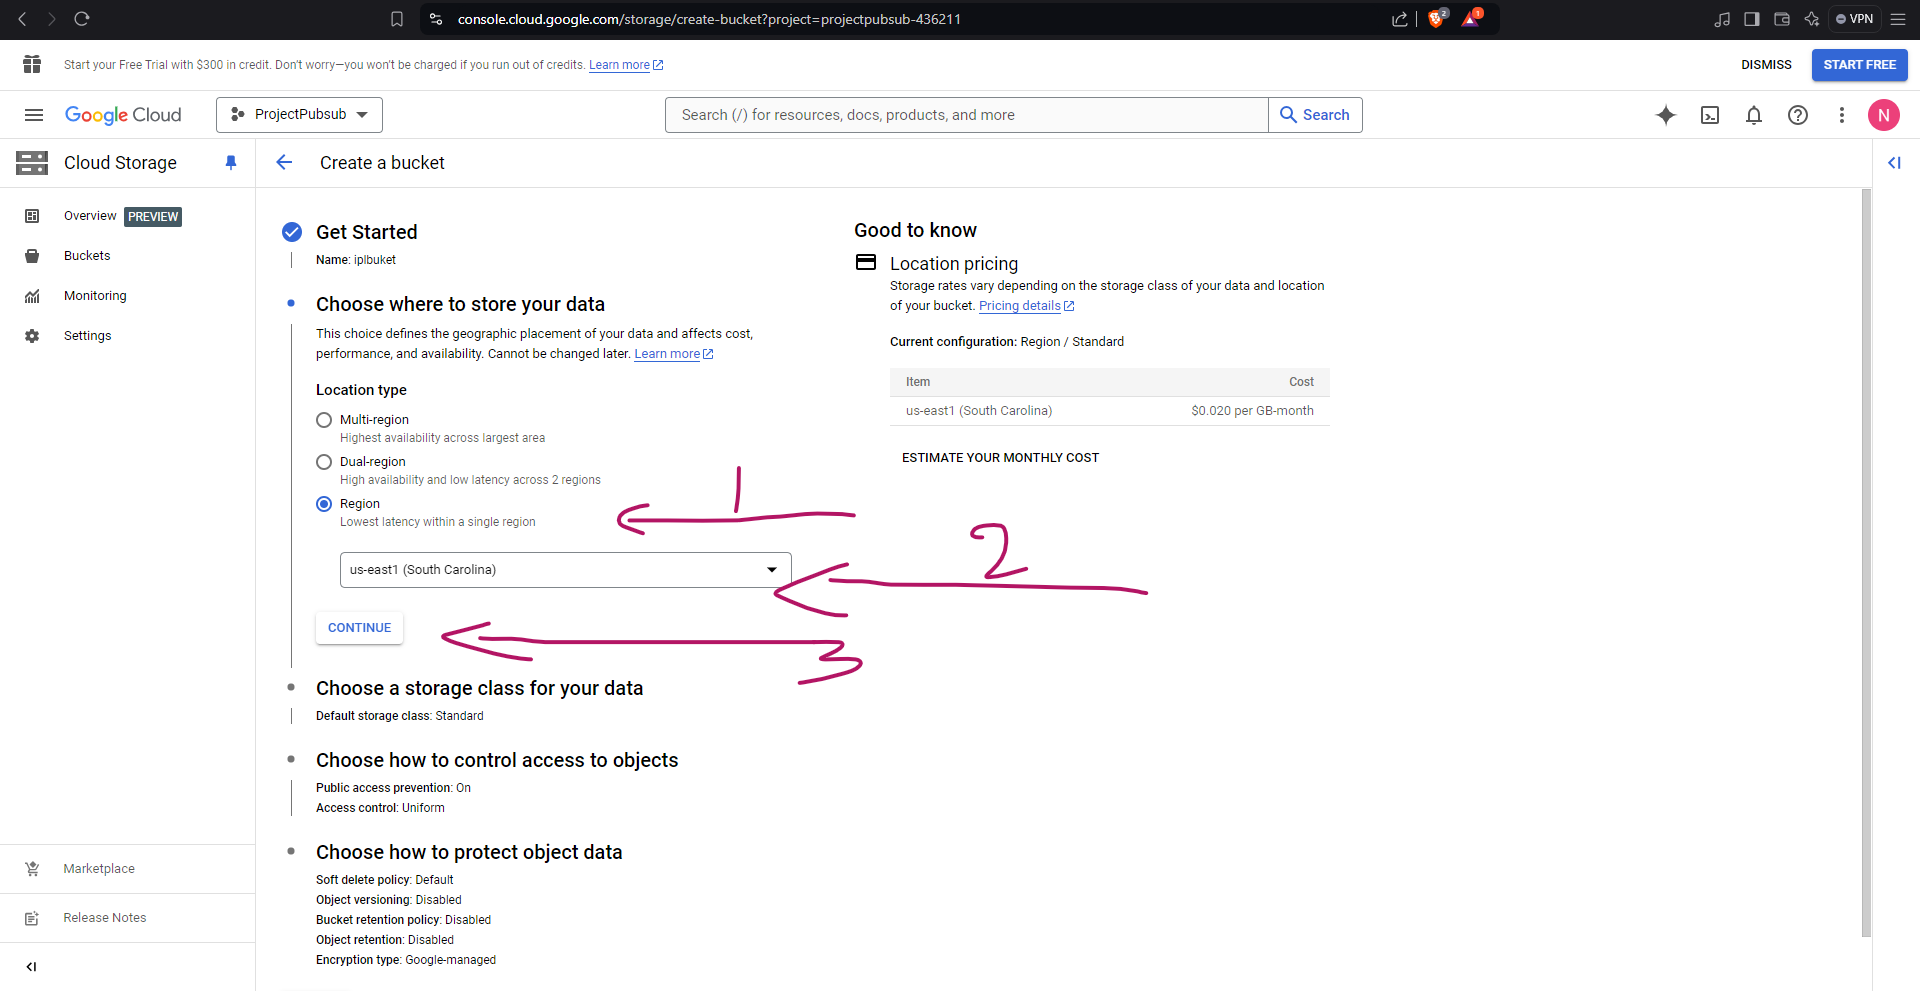 console.cloud.google.com/storage/create-bucket?project=projectpubsub-436211
2
1
VPN
Start your Free Trial with $300 in credit. Don't worry—you won't be charged if you run out of credits. Learn more
DISMISS
START FREE
Google Cloud
ProjectPubsub
Search (/) for resources, docs, products, and more
Search
N
Cloud Storage
Create a bucket
Overview PREVIEW
Buckets
Monitoring
Settings
Marketplace
Release Notes
Get Started
Name: iplbuket
Choose where to store your data
This choice defines the geographic placement of your data and affects cost,
performance, and availability. Cannot be changed later. Learn more
Location type
Multi-region
Highest availability across largest area
Dual-region
High availability and low latency across 2 regions
Region
Lowest latency within a single region
1
us-east1 (South Carolina)
2
CONTINUE
3
Choose a storage class for your data
Default storage class: Standard
Choose how to control access to objects
Public access prevention: On
Access control: Uniform
Choose how to protect object data
Soft delete policy: Default
Object versioning: Disabled
Bucket retention policy: Disabled
Object retention: Disabled
Encryption type: Google-managed
Good to know
Location pricing
Storage rates vary depending on the storage class of your data and location
of your bucket. Pricing details
Current configuration: Region / Standard
Item Cost
us-east1 (South Carolina) $0.020 per GB-month
ESTIMATE YOUR MONTHLY COST